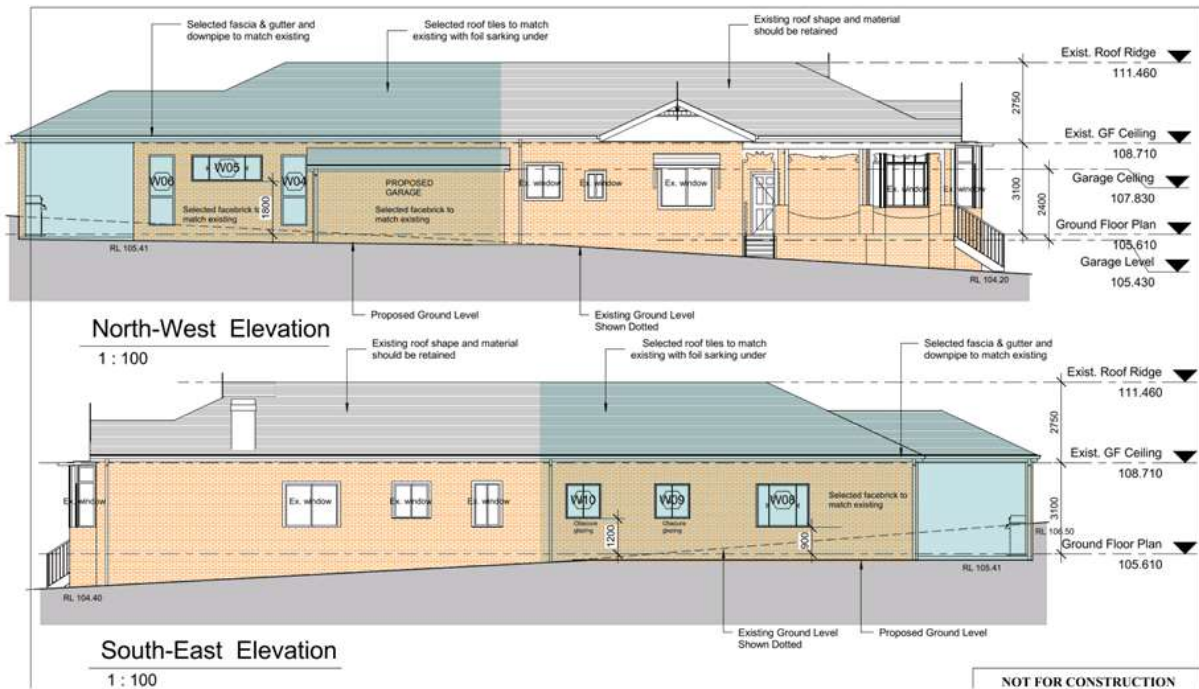 Selected fascia & gutter and
downpipe to match existing
Selected roof tiles to match
existing with foil sarking under
Existing roof shape and material
should be retained
Exist. Roof Ridge
111.460
2750
Exist. GF Ceiling
108.710
Garage Ceiling
107.830
3100
2400
Ground Floor Plan
105.610
Garage Level
105.430
W06
W05
W04
1800
Selected facebrick to
match existing
PROPOSED
GARAGE
Selected facebrick to
match existing
Ex. window
Ex. window
Ex. window
Ex. window
Ex. window
RL 105.41
RL 104.20
Proposed Ground Level
Existing Ground Level
Shown Dotted
North-West Elevation
1 : 100
Existing roof shape and material
should be retained
Selected roof tiles to match
existing with foil sarking under
Selected fascia & gutter and
downpipe to match existing
Exist. Roof Ridge
111.460
2750
Exist. GF Ceiling
108.710
3100
Ground Floor Plan
105.610
Ex. window
Ex. window
Ex. window
Ex. window
W10
W09
W08
Obscure
glazing
Obscure
glazing
1200
900
Selected facebrick to
match existing
RL 106.50
RL 105.41
RL 104.40
Existing Ground Level
Shown Dotted
Proposed Ground Level
South-East Elevation
1 : 100
NOT FOR CONSTRUCTION